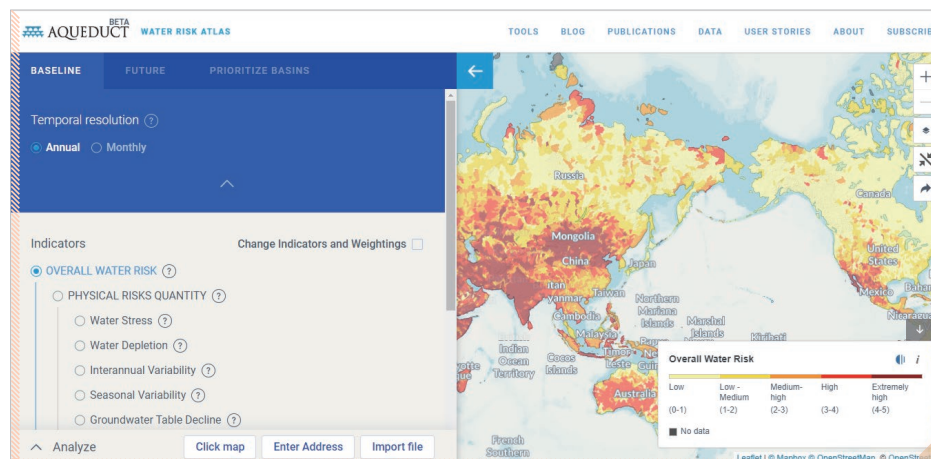 BETA
AQUEDUCT WATER RISK ATLAS
TOOLS BLOG PUBLICATIONS DATA USER STORIES ABOUT SUBSCRIBE
BASELINE FUTURE PRIORITIZE BASINS
Temporal resolution ?
Annual Monthly
Indicators Change Indicators and Weightings
OVERALL WATER RISK ?
PHYSICAL RISKS QUANTITY ?
Water Stress ?
Water Depletion ?
Interannual Variability ?
Seasonal Variability ?
Groundwater Table Decline ?
Analyze Click map Enter Address Import file
Russia
Canada
Mongolia
United States
China
Japan
Taiwan
Mexico
Northern Mariana Islands
Cambodia
Marshal Islands
Nicaragua
Malaysia
Kiribati
Indian Ocean Territory
Cocos Islands
Timor Leste
Australia
French Southern
Overall Water Risk i
Low Low - Medium Medium-high High Extremely high
(0-1) (1-2) (2-3) (3-4) (4-5)
No data
Leaflet | © Mapbox © OpenStreetMap